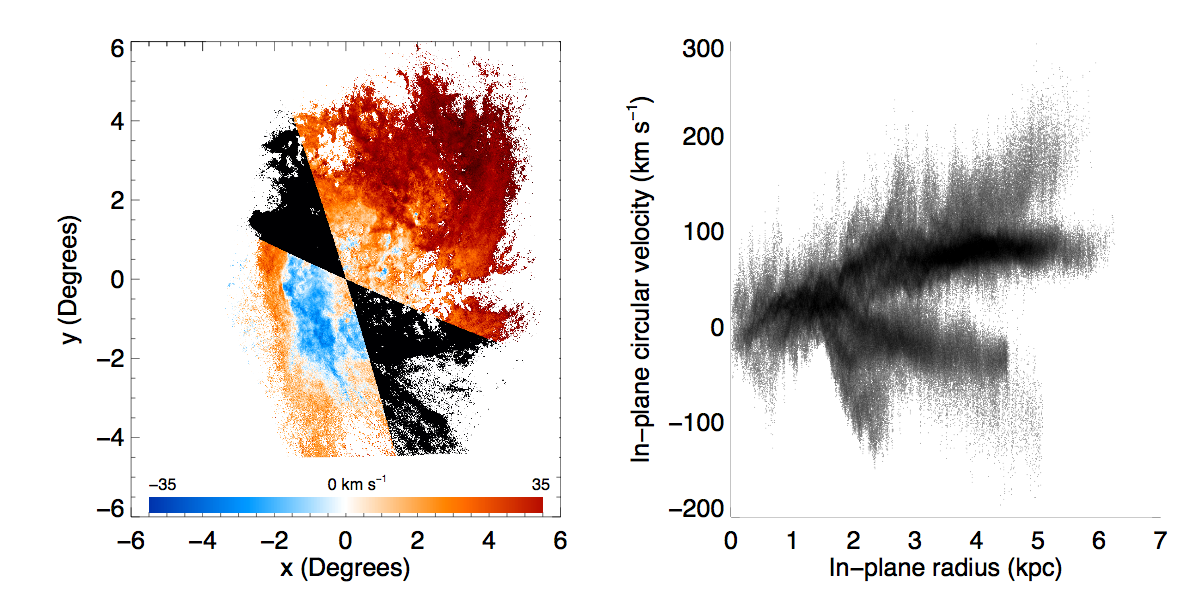 6
4
2
0
−2
−4
−6
y (Degrees)
−35 0 km s⁻¹ 35
−6 −4 −2 0 2 4 6
x (Degrees)
300
200
100
0
−100
−200
In−plane circular velocity (km s⁻¹)
0 1 2 3 4 5 6 7
In−plane radius (kpc)